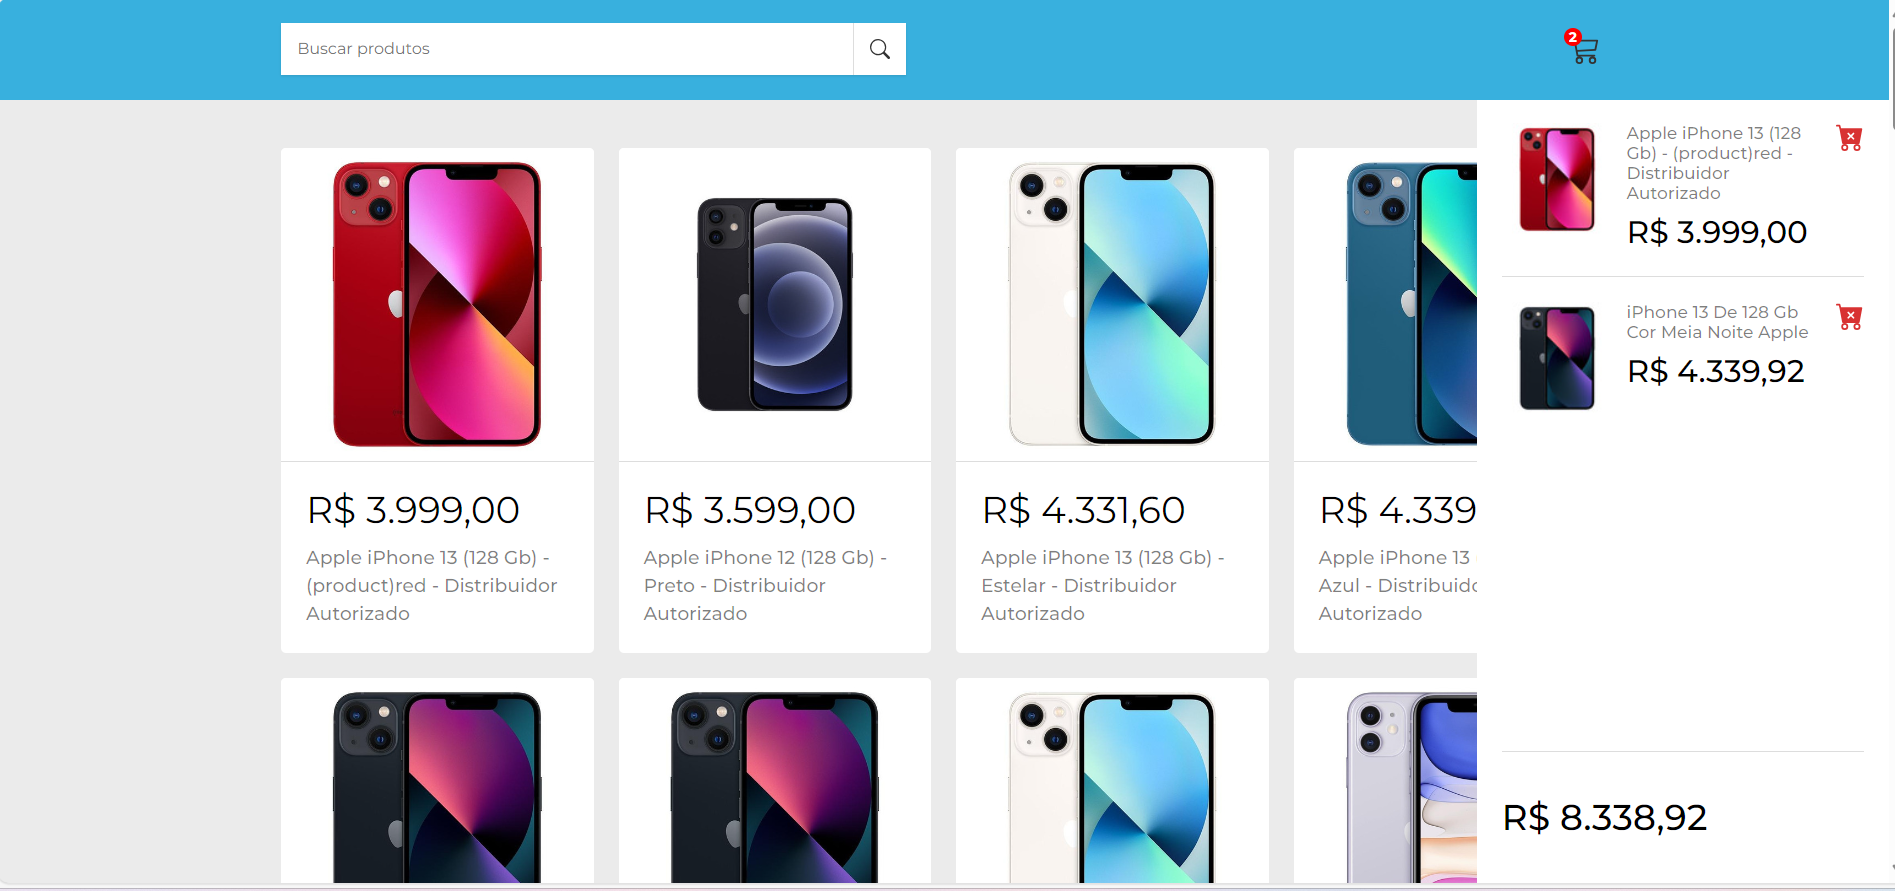 Buscar produtos
2
R$ 3.999,00
Apple iPhone 13 (128 Gb) -
(product)red - Distribuidor
Autorizado
R$ 3.599,00
Apple iPhone 12 (128 Gb) -
Preto - Distribuidor
Autorizado
R$ 4.331,60
Apple iPhone 13 (128 Gb) -
Estelar - Distribuidor
Autorizado
R$ 4.339
Apple iPhone 13
Azul - Distribuido
Autorizado
Apple iPhone 13 (128
Gb) - (product)red -
Distribuidor
Autorizado
R$ 3.999,00
iPhone 13 De 128 Gb
Cor Meia Noite Apple
R$ 4.339,92
R$ 8.338,92